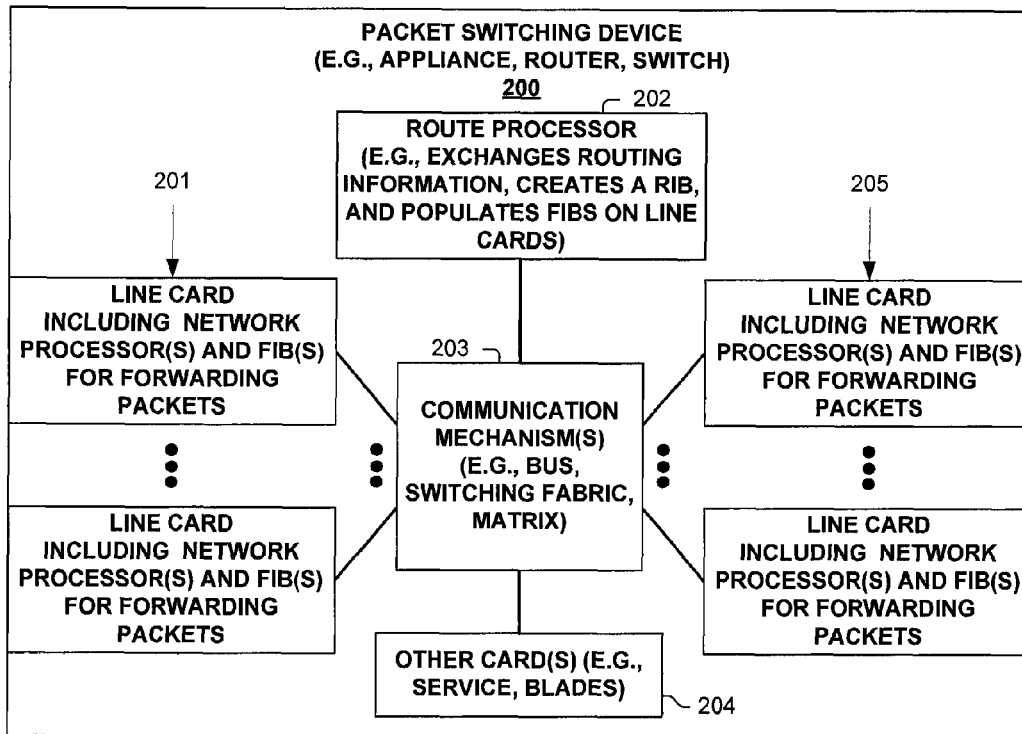 PACKET SWITCHING DEVICE
(E.G., APPLIANCE, ROUTER, SWITCH)
200
202
ROUTE PROCESSOR
(E.G., EXCHANGES ROUTING
INFORMATION, CREATES A RIB,
AND POPULATES FIBS ON LINE
CARDS)
201
205
LINE CARD
INCLUDING NETWORK
PROCESSOR(S) AND FIB(S)
FOR FORWARDING
PACKETS
LINE CARD
INCLUDING NETWORK
PROCESSOR(S) AND FIB(S)
FOR FORWARDING
PACKETS
203
COMMUNICATION
MECHANISM(S)
(E.G., BUS,
SWITCHING FABRIC,
MATRIX)
LINE CARD
INCLUDING NETWORK
PROCESSOR(S) AND FIB(S)
FOR FORWARDING
PACKETS
LINE CARD
INCLUDING NETWORK
PROCESSOR(S) AND FIB(S)
FOR FORWARDING
PACKETS
OTHER CARD(S) (E.G.,
SERVICE, BLADES)
204